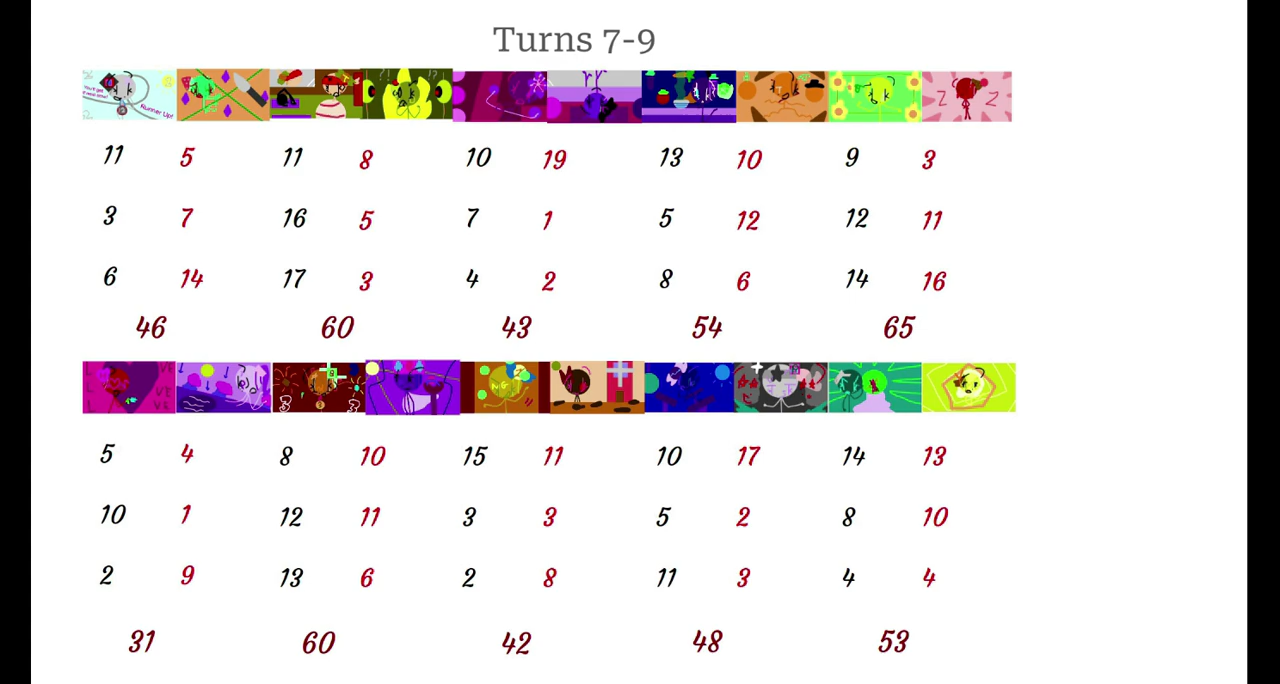 Turns 7-9
Runner Up!
Z Z
11 5 11 8 10 19 13 10 9 3
3 7 16 5 7 1 5 12 12 11
6 14 17 3 4 2 8 6 14 16
46 60 43 54 65
5 4 8 10 15 11 10 17 14 13
10 1 12 11 3 3 5 2 8 10
2 9 13 6 2 8 11 3 4 4
31 60 42 48 53